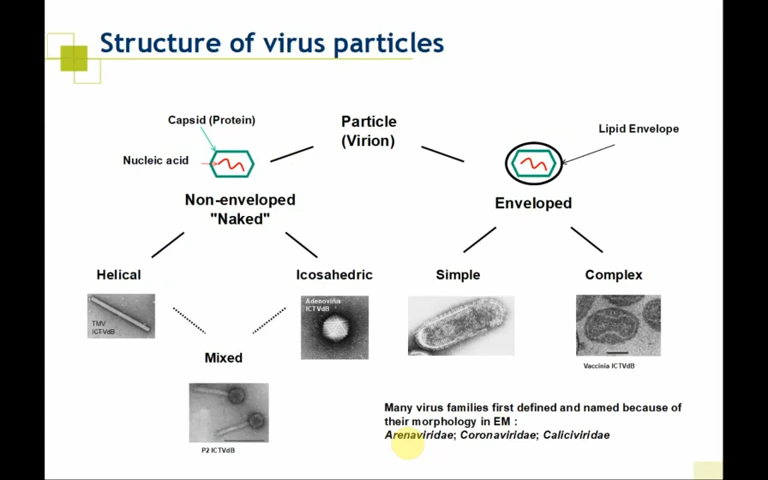 Structure of virus particles
Capsid (Protein)
Nucleic acid
Particle
(Virion)
Lipid Envelope
Non-enveloped
"Naked"
Enveloped
Helical
Icosahedric
Simple
Complex
TMV
ICTVdB
Adenovirus
ICTVdB
Mixed
Vaccinia ICTVdB
P2 ICTVdB
Many virus families first defined and named because of
their morphology in EM :
Arenaviridae; Coronaviridae; Caliciviridae